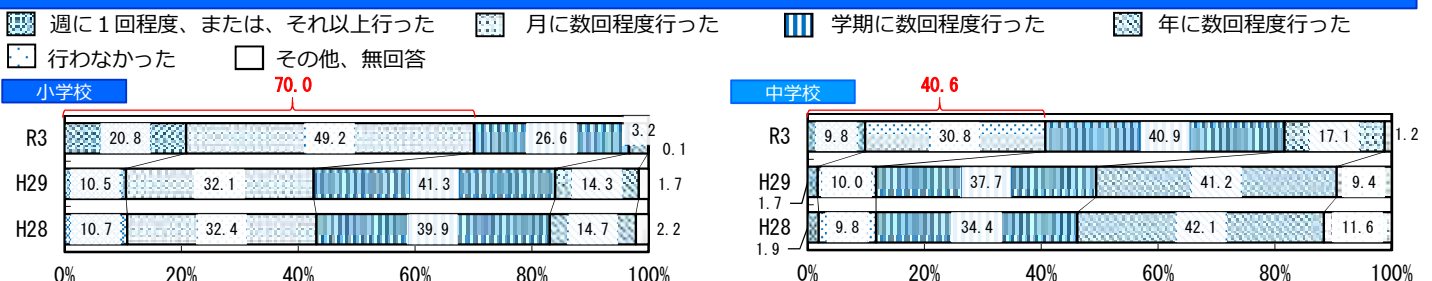 週に１回程度、または、それ以上行った 月に数回程度行った 学期に数回程度行った 年に数回程度行った
行わなかった その他、無回答
小学校
70.0
R3 20.8 49.2 26.6 3.2 0.1
H29 10.5 32.1 41.3 14.3 1.7
H28 10.7 32.4 39.9 14.7 2.2
0% 20% 40% 60% 80% 100%
中学校
40.6
R3 9.8 30.8 40.9 17.1 1.2
H29 1.7 10.0 37.7 41.2 9.4
H28 1.9 9.8 34.4 42.1 11.6
0% 20% 40% 60% 80% 100%